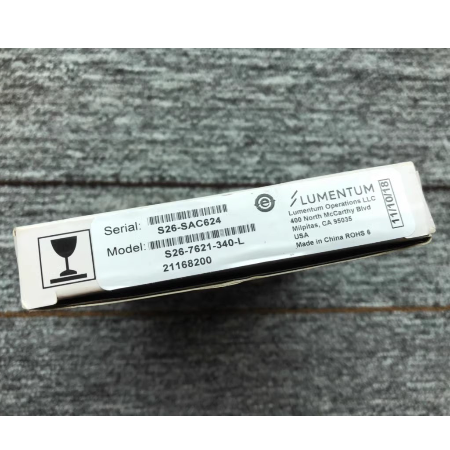 Serial: S26-SAC624
Model: S26-7621-340-L
21168200
e
LUMENTUM
Lumentum Operations LLC
400 North McCarthy Blvd
Milpitas, CA 95035
USA
Made in China ROHS 6
11/10/18